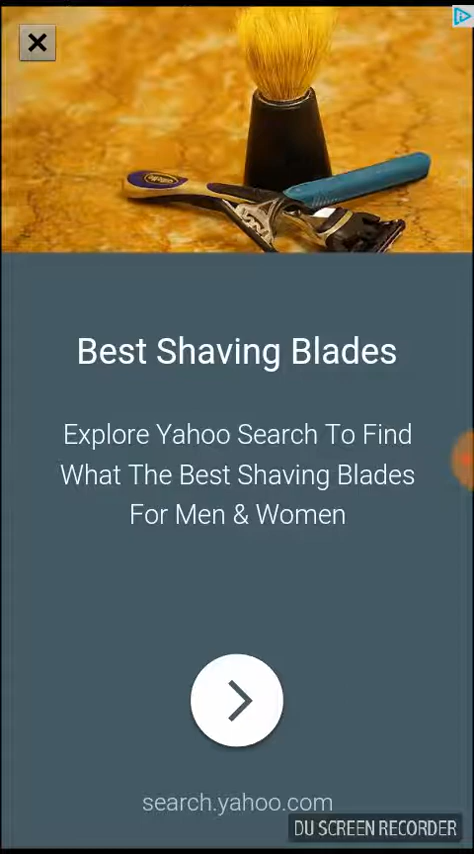 Best Shaving Blades
Explore Yahoo Search To Find
What The Best Shaving Blades
For Men & Women
search.yahoo.com
DU SCREEN RECORDER